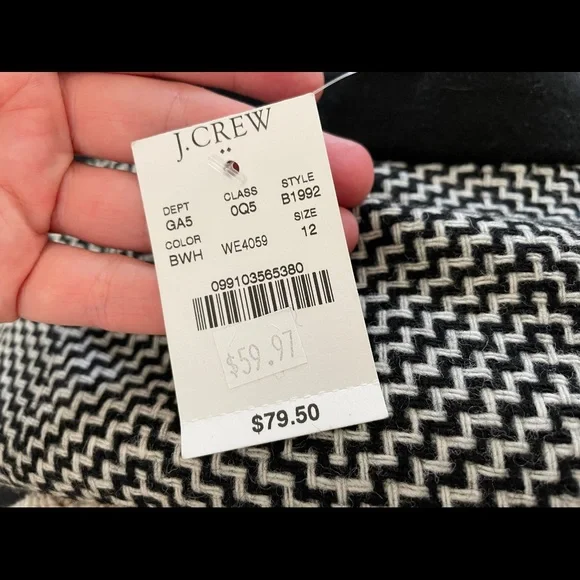 J.CREW
DEPT CLASS STYLE
GA5 0Q5 B1992
COLOR SIZE
BWH WE4059 12
099103565380
$59.97
$79.50